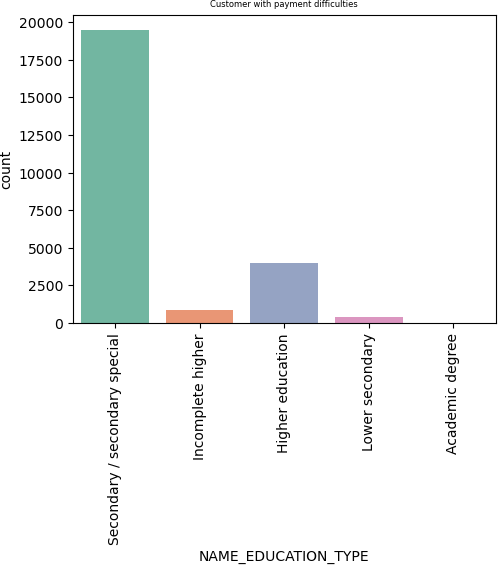 Customer with payment difficulties
20000
17500
15000
12500
10000
7500
5000
2500
0
count
Secondary / secondary special
Incomplete higher
Higher education
Lower secondary
Academic degree
NAME_EDUCATION_TYPE